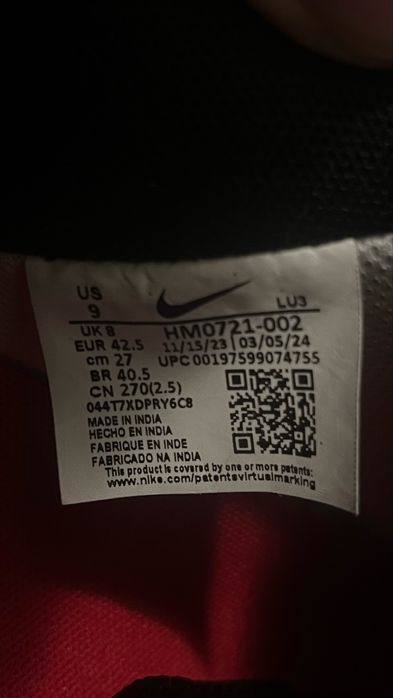 US
9
LU3
UK 8
HM0721-002
EUR 42.5
11/15/23 | 03/05/24
cm 27
UPC 00197599074755
BR 40.5
CN 270(2.5)
044T7XDPRY6C8
MADE IN INDIA
HECHO EN INDIA
FABRIQUE EN INDE
FABRICADO NA INDIA
This product is covered by one or more patents:
www.nike.com/patentsvirtualmarking